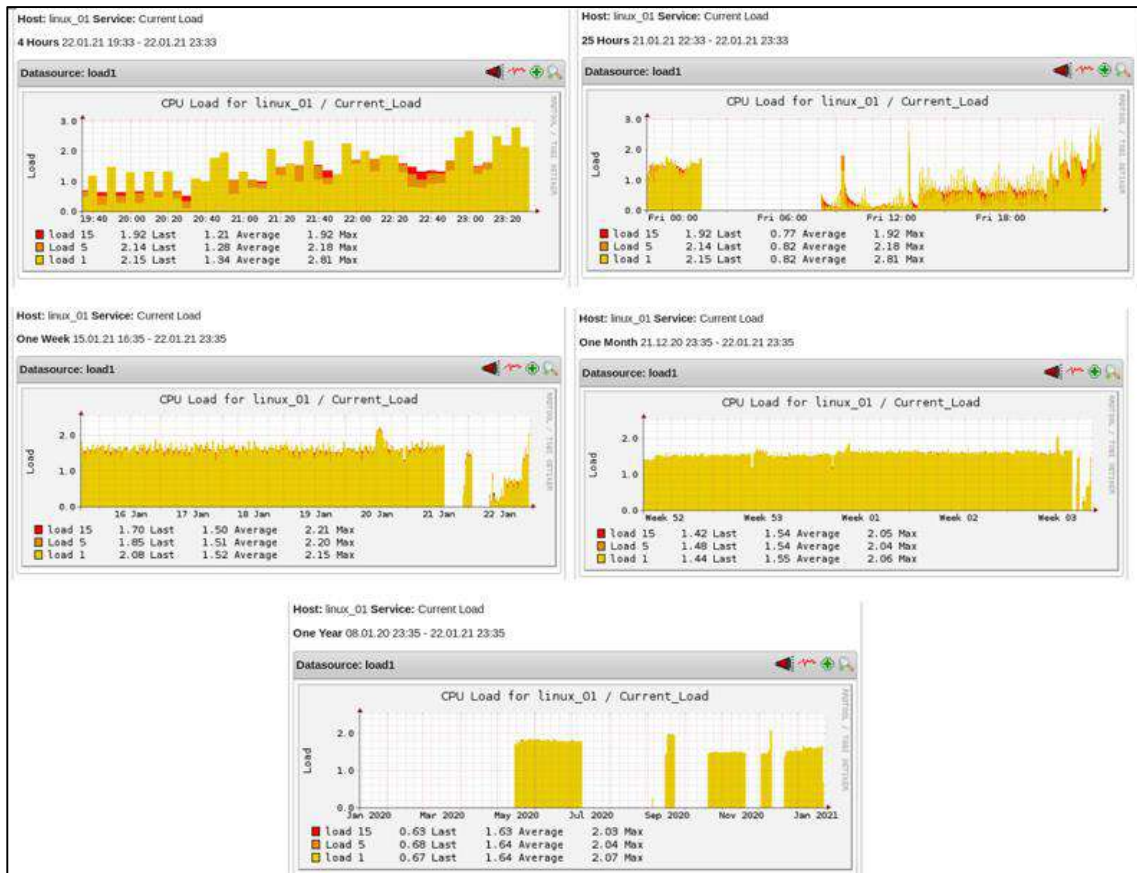 Host: linux_01 Service: Current Load
4 Hours 22.01.21 19:33 - 22.01.21 23:33
Datasource: load1
CPU Load for linux_01 / Current_Load
RRDTOOL / TOBI OETIKER
Load
3.0
2.0
1.0
0.0
19:40 20:00 20:20 20:40 21:00 21:20 21:40 22:00 22:20 22:40 23:00 23:20
load 15 1.92 Last 1.21 Average 1.92 Max
Load 5 2.14 Last 1.28 Average 2.18 Max
load 1 2.15 Last 1.34 Average 2.81 Max
Host: linux_01 Service: Current Load
25 Hours 21.01.21 22:33 - 22.01.21 23:33
Datasource: load1
CPU Load for linux_01 / Current_Load
RRDTOOL / TOBI OETIKER
Load
3.0
2.0
1.0
0.0
Fri 00:00 Fri 06:00 Fri 12:00 Fri 18:00
load 15 1.92 Last 0.77 Average 1.92 Max
Load 5 2.14 Last 0.82 Average 2.18 Max
load 1 2.15 Last 0.82 Average 2.81 Max
Host: linux_01 Service: Current Load
One Week 15.01.21 16:35 - 22.01.21 23:35
Datasource: load1
CPU Load for linux_01 / Current_Load
RRDTOOL / TOBI OETIKER
Load
2.0
1.0
0.0
16 Jan 17 Jan 18 Jan 19 Jan 20 Jan 21 Jan 22 Jan
load 15 1.70 Last 1.50 Average 2.21 Max
Load 5 1.85 Last 1.51 Average 2.20 Max
load 1 2.08 Last 1.52 Average 2.15 Max
Host: linux_01 Service: Current Load
One Month 21.12.20 23:35 - 22.01.21 23:35
Datasource: load1
CPU Load for linux_01 / Current_Load
RRDTOOL / TOBI OETIKER
Load
2.0
1.0
0.0
Week 52 Week 53 Week 01 Week 02 Week 03
load 15 1.42 Last 1.54 Average 2.05 Max
Load 5 1.48 Last 1.54 Average 2.04 Max
load 1 1.44 Last 1.55 Average 2.06 Max
Host: linux_01 Service: Current Load
One Year 08.01.20 23:35 - 22.01.21 23:35
Datasource: load1
CPU Load for linux_01 / Current_Load
RRDTOOL / TOBI OETIKER
Load
2.0
1.0
0.0
Jan 2020 Mar 2020 May 2020 Jul 2020 Sep 2020 Nov 2020 Jan 2021
load 15 0.63 Last 1.63 Average 2.03 Max
Load 5 0.68 Last 1.64 Average 2.04 Max
load 1 0.67 Last 1.64 Average 2.07 Max